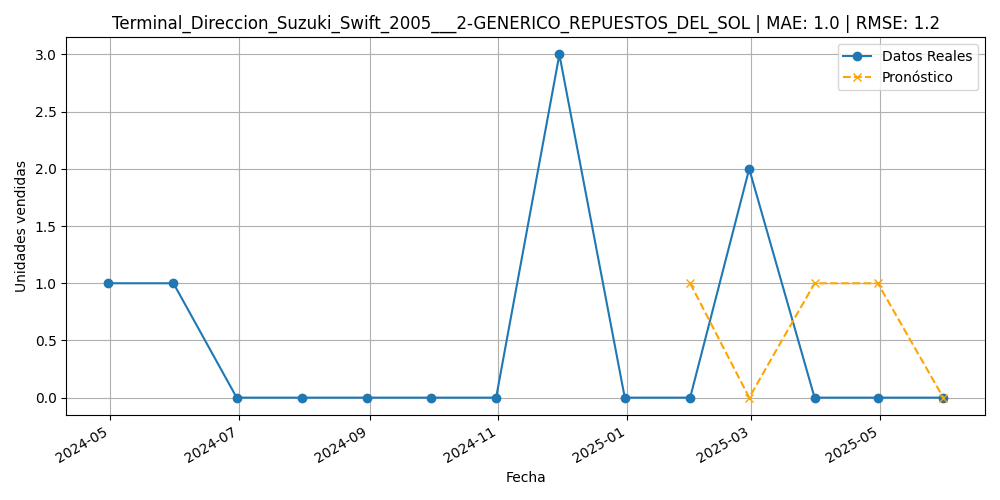 Terminal_Direccion_Suzuki_Swift_2005___2-GENERICO_REPUESTOS_DEL_SOL | MAE: 1.0 | RMSE: 1.2
Datos Reales
Pronóstico
Unidades vendidas
3.0
2.5
2.0
1.5
1.0
0.5
0.0
2024-05
2024-07
2024-09
2024-11
2025-01
2025-03
2025-05
Fecha